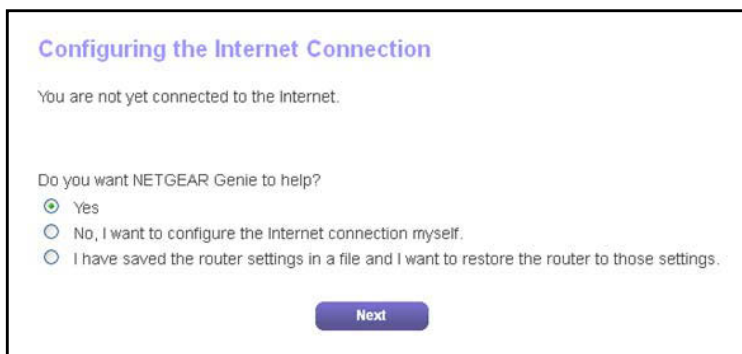 Configuring the Internet Connection
You are not yet connected to the Internet.
Do you want NETGEAR Genie to help?
Yes
No, I want to configure the Internet connection myself.
I have saved the router settings in a file and I want to restore the router to those settings.
Next